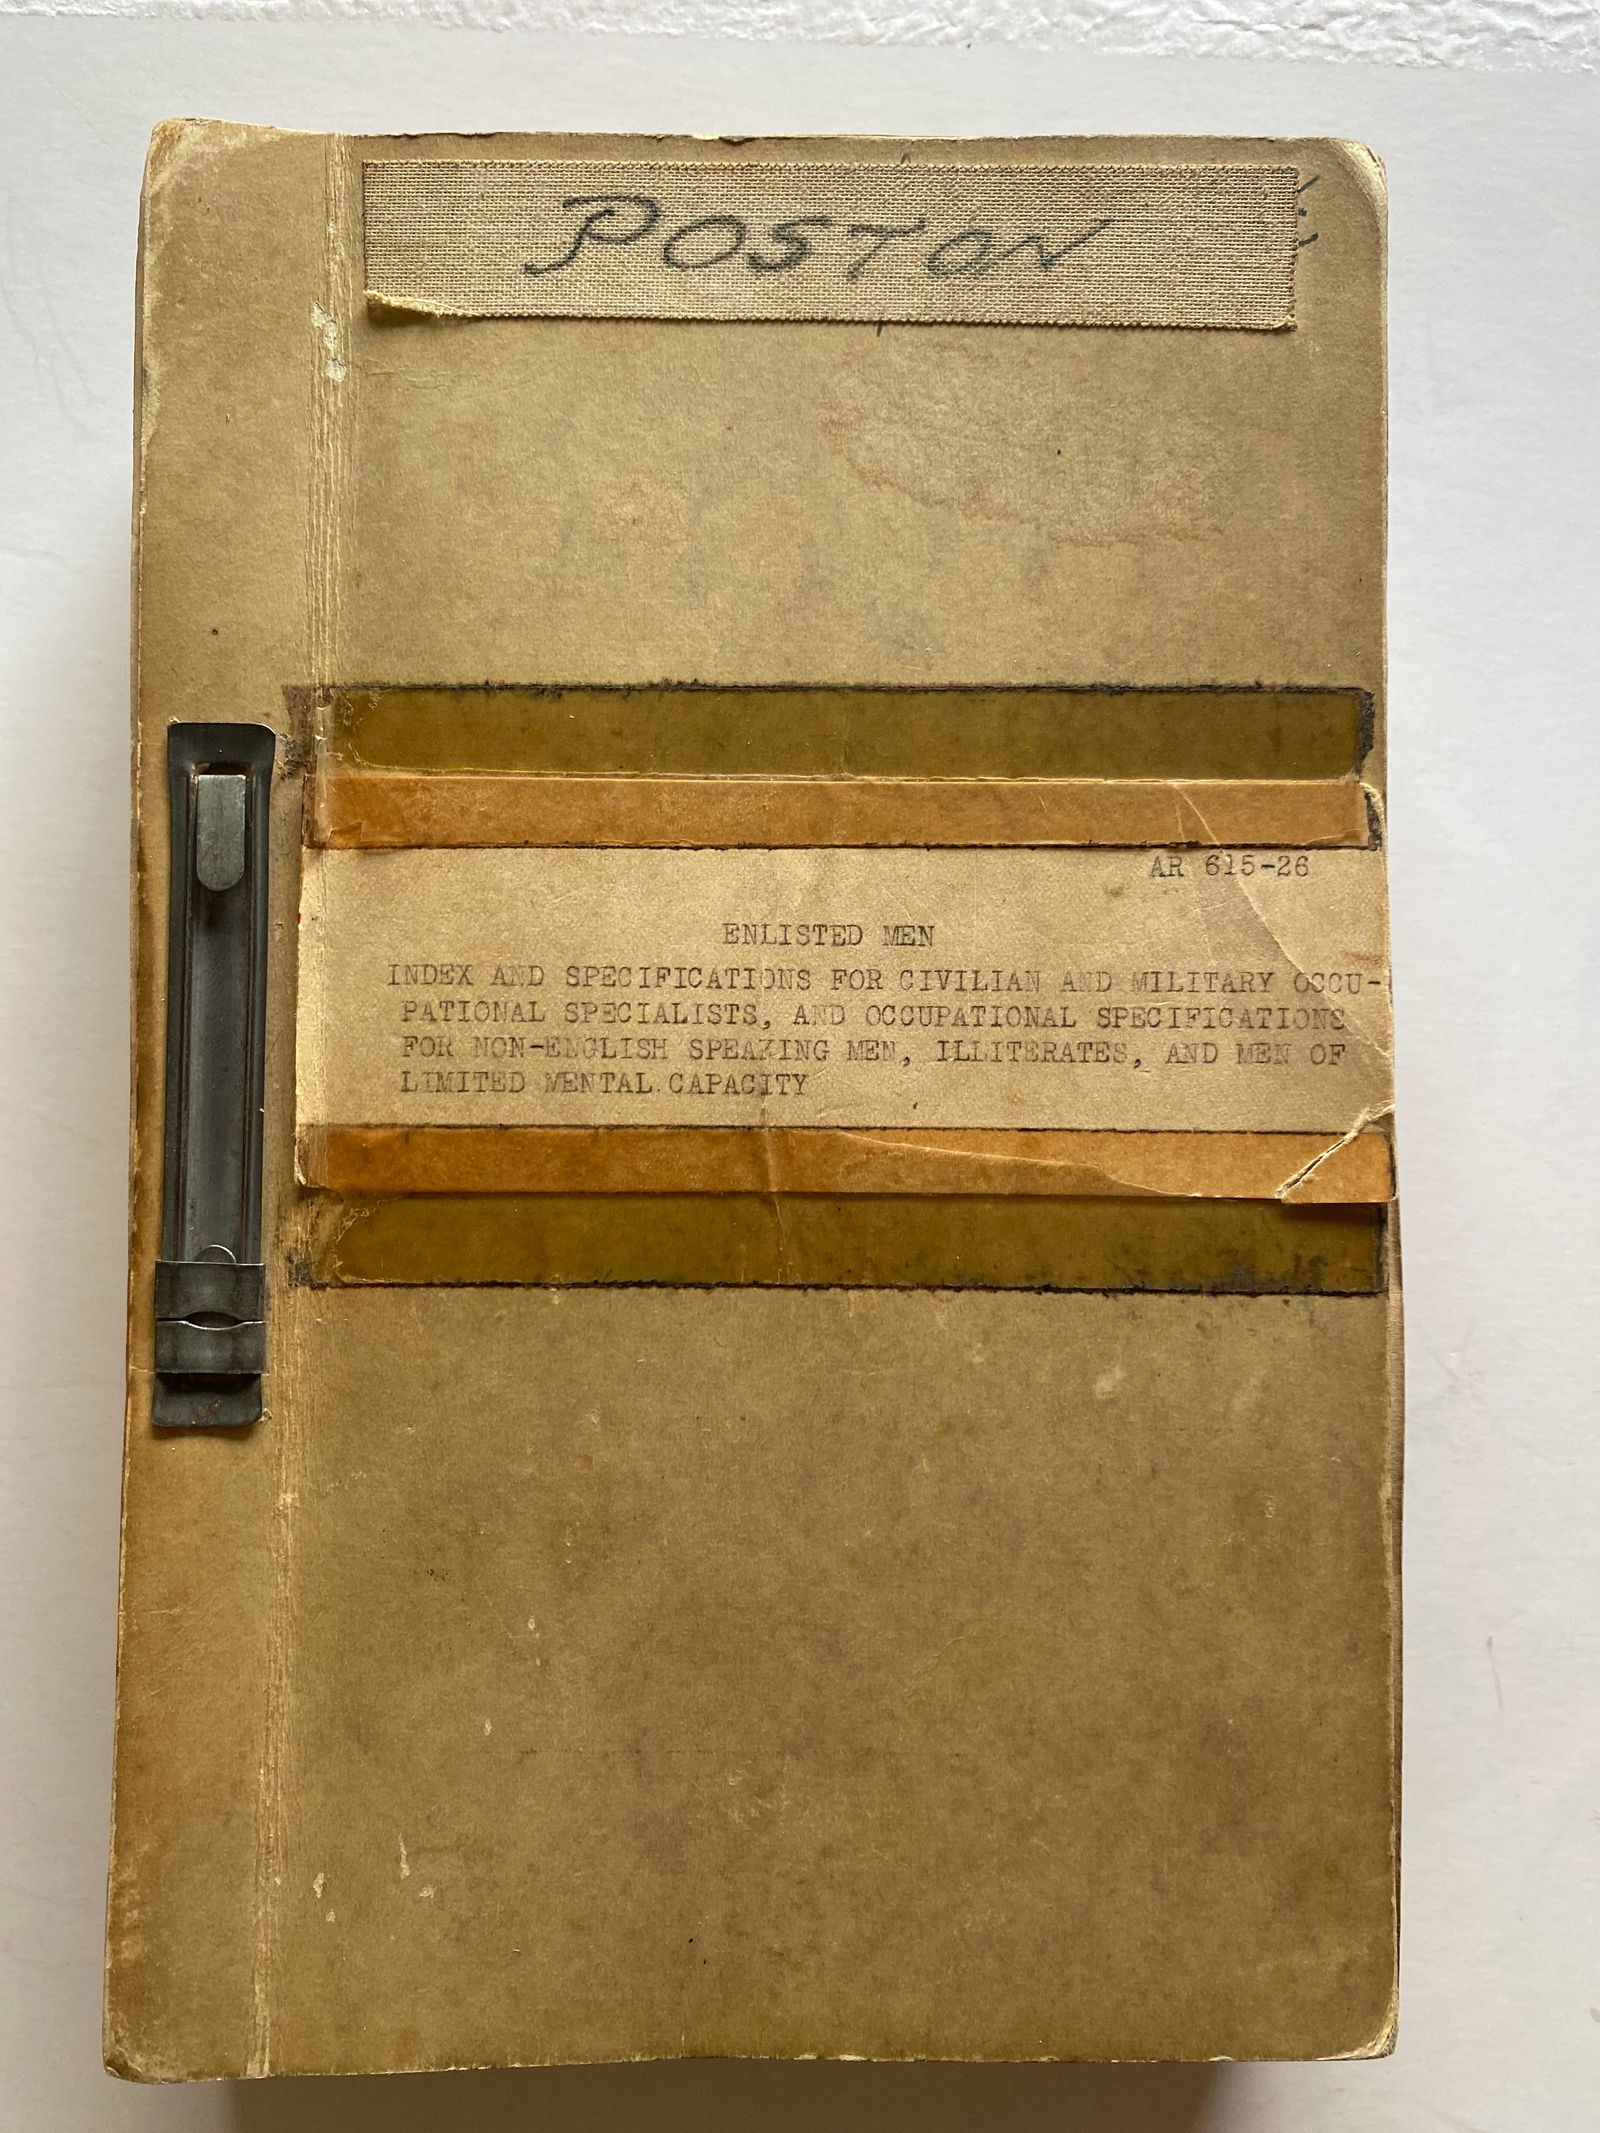 POSTON
AR 615-26
ENLISTED MEN
INDEX AND SPECIFICATIONS FOR CIVILIAN AND MILITARY OCCU-
PATIONAL SPECIALISTS, AND OCCUPATIONAL SPECIFICATIONS
FOR NON-ENGLISH SPEAKING MEN, ILLITERATES, AND MEN OF
LIMITED MENTAL CAPACITY